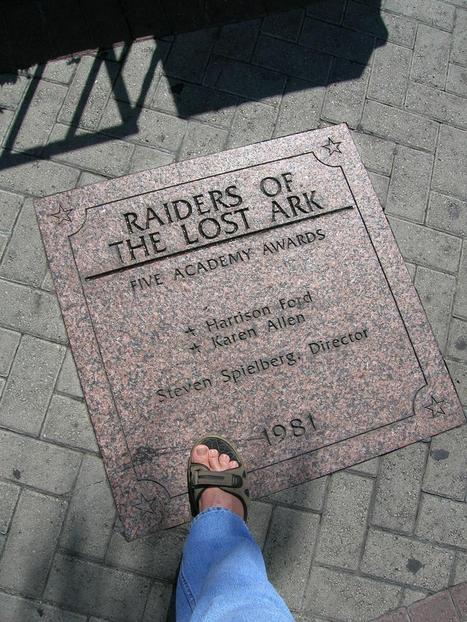 RAIDERS OF
THE LOST ARK
FIVE ACADEMY AWARDS
Harrison Ford
Karen Allen
Steven Spielberg, Director
1981